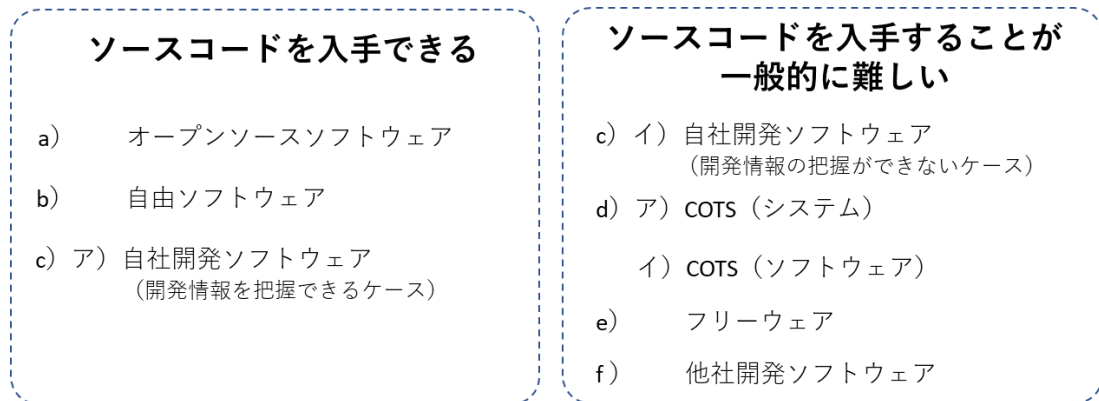 ソースコードを入手できる
a） オープンソースソフトウェア
b） 自由ソフトウェア
c）ア）自社開発ソフトウェア
（開発情報を把握できるケース）
ソースコードを入手することが
一般的に難しい
c）イ）自社開発ソフトウェア
（開発情報の把握ができないケース）
d）ア）COTS（システム）
イ）COTS（ソフトウェア）
e） フリーウェア
f） 他社開発ソフトウェア